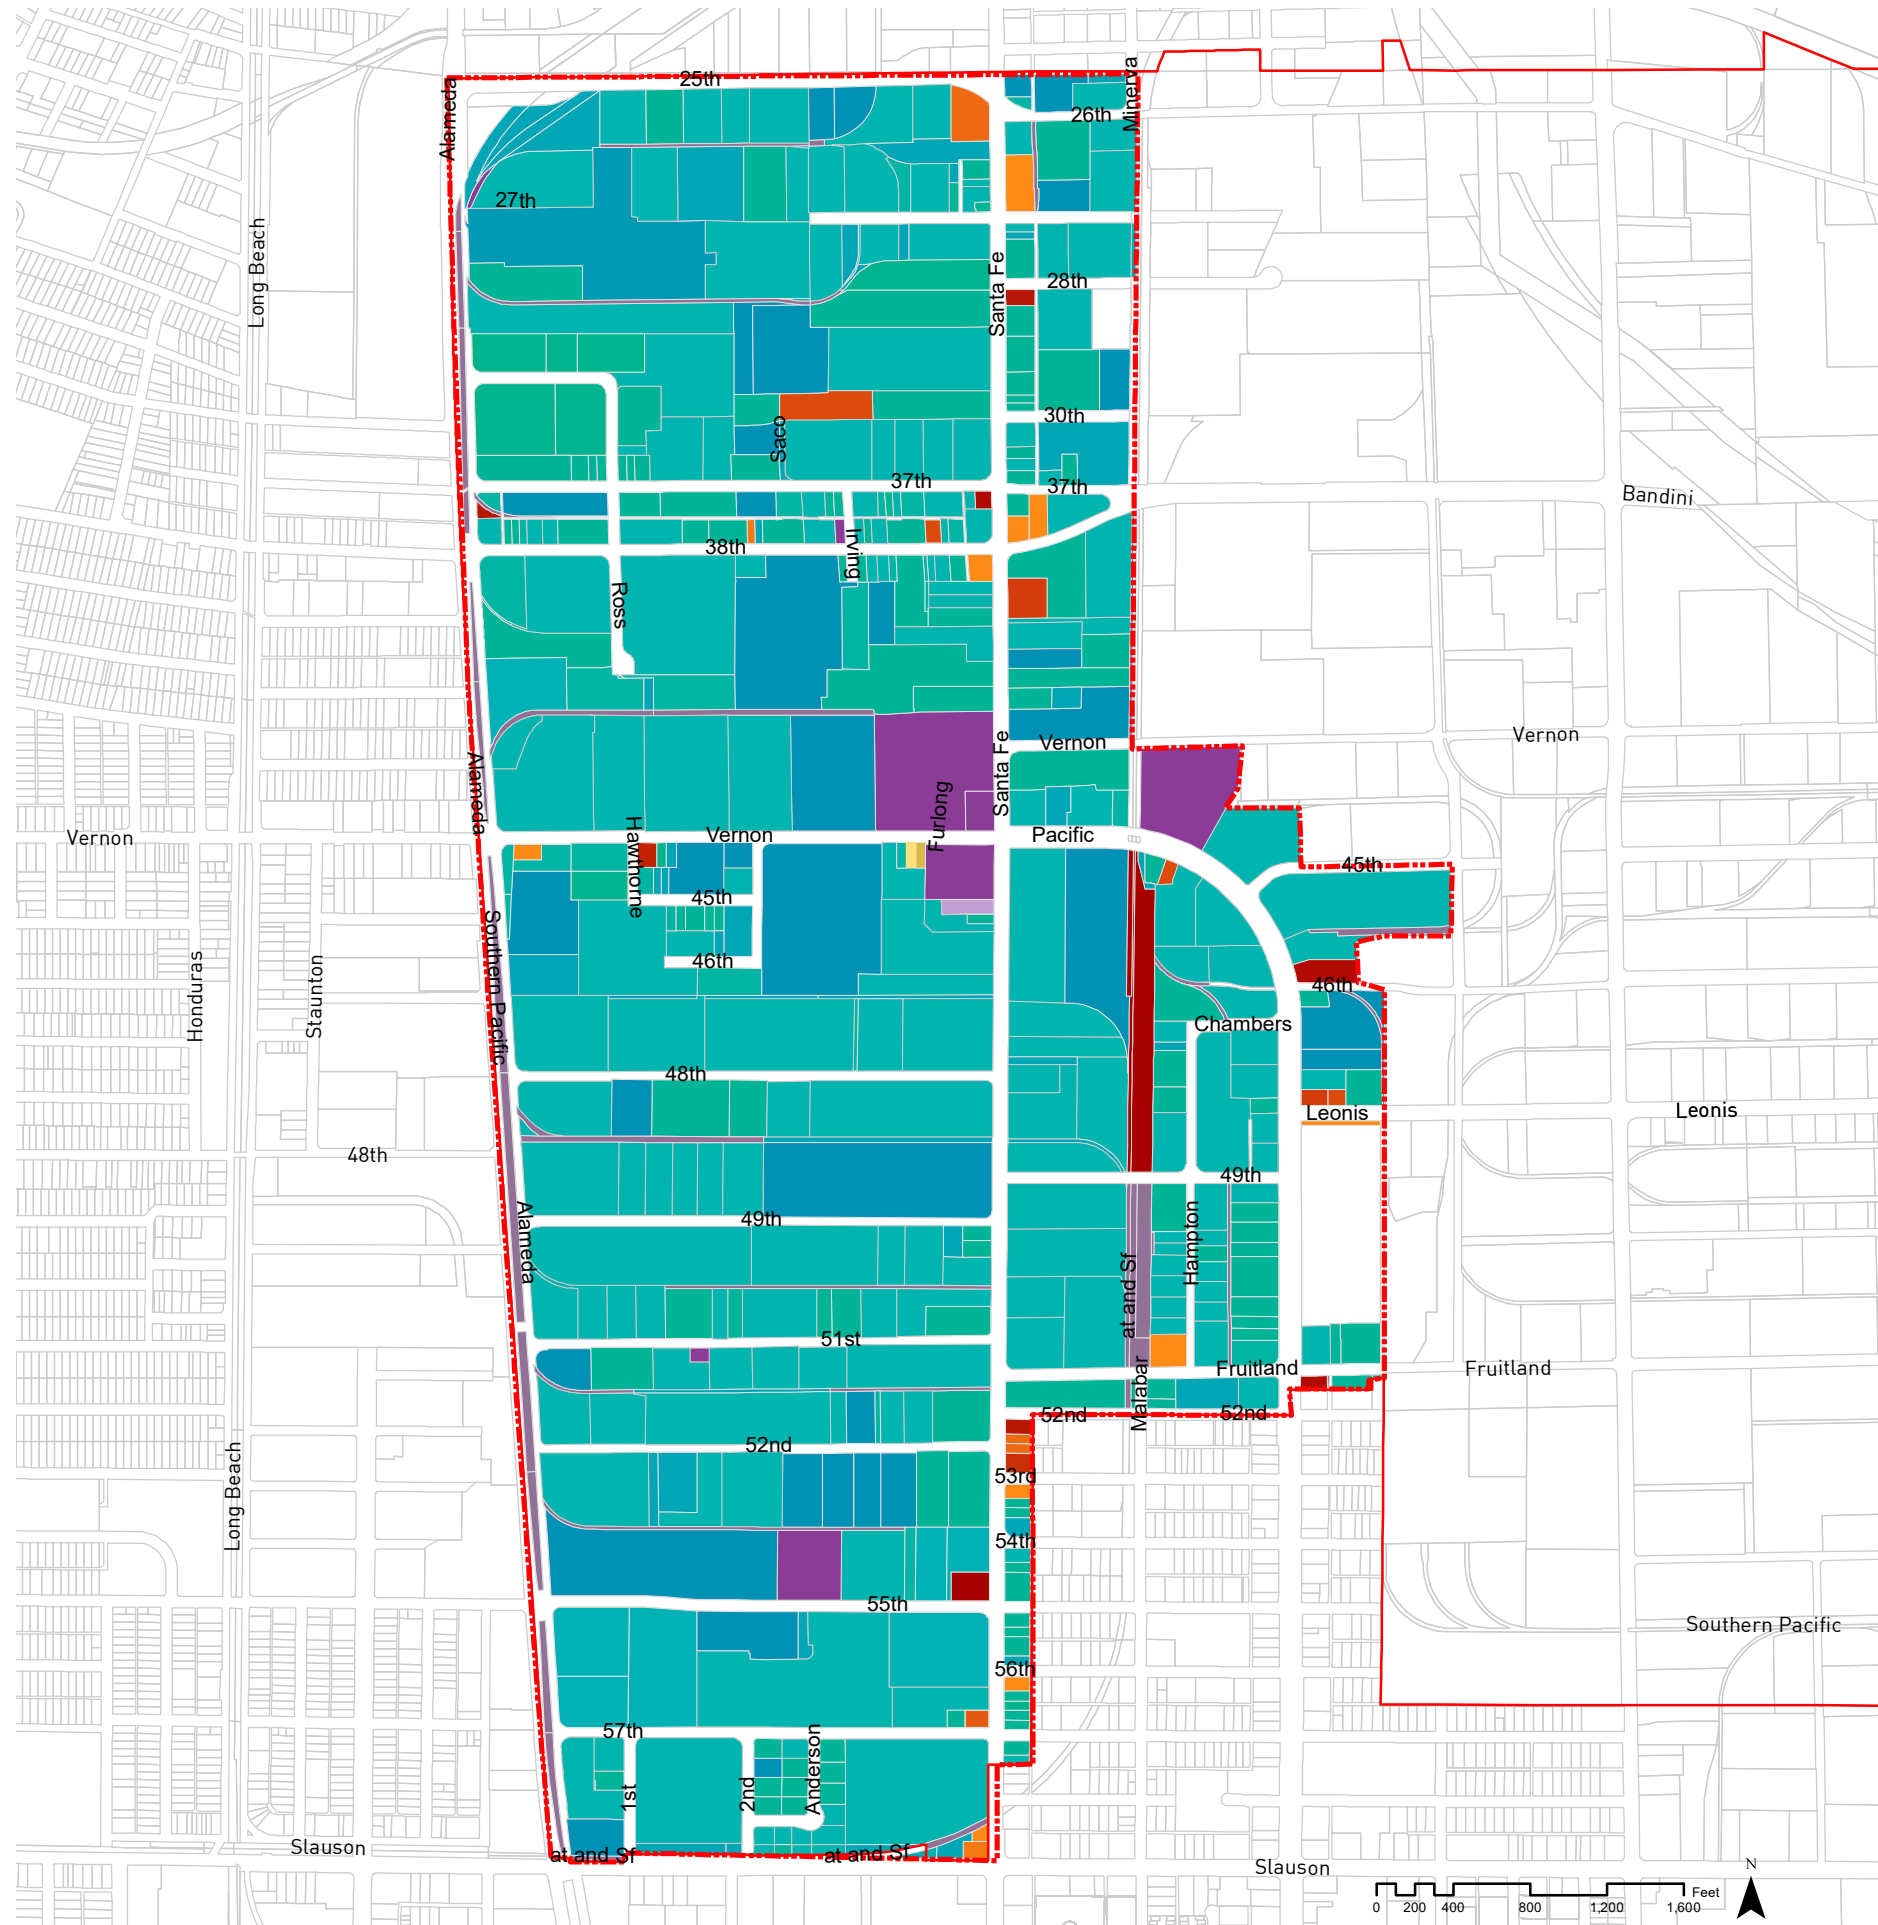 25th
Minerva
Alameda
26th
27th
Long Beach
Santa Fe
28th
30th
Saco
37th
37th
Bandini
38th
Irving
Ross
Vernon
Vernon
Santa Fe
Alameda
Furlong
Vernon
Hawthorne
Vernon
Pacific
45th
45th
Southern Pacific
46th
Honduras
Staunton
46th
Chambers
48th
Leonis
Leonis
48th
49th
49th
Alameda
Hampton
at and Sf
51st
Malabar
Fruitland
Fruitland
52nd
52nd
52nd
Long Beach
53rd
54th
55th
Southern Pacific
56th
57th
1st
2nd
Anderson
Slauson
at and Sf
at and Sf
Slauson
N
Feet
0 200 400 800 1,200 1,600